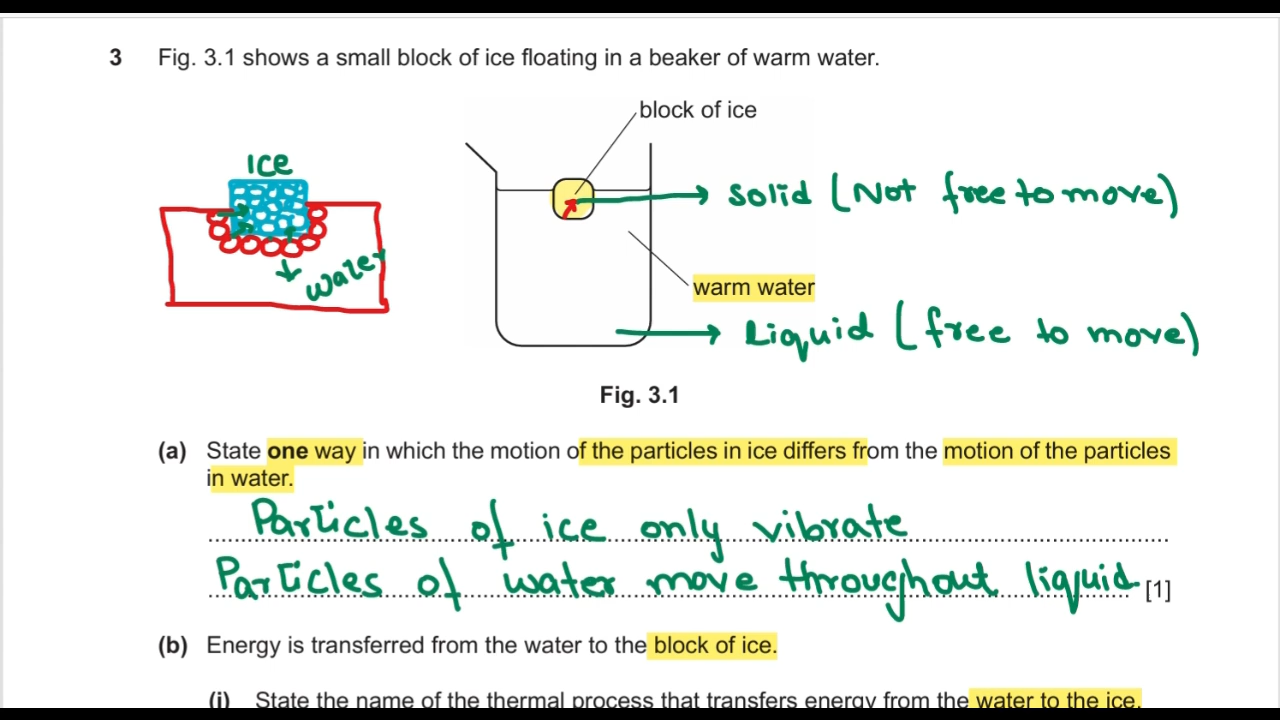 3 Fig. 3.1 shows a small block of ice floating in a beaker of warm water.
block of ice
Ice
Solid (Not free to move)
water
warm water
Liquid (free to move)
Fig. 3.1
(a) State one way in which the motion of the particles in ice differs from the motion of the particles
in water.
Particles of ice only vibrate
Particles of water move throughout liquid [1]
(b) Energy is transferred from the water to the block of ice.
(i) State the name of the thermal process that transfers energy from the water to the ice.